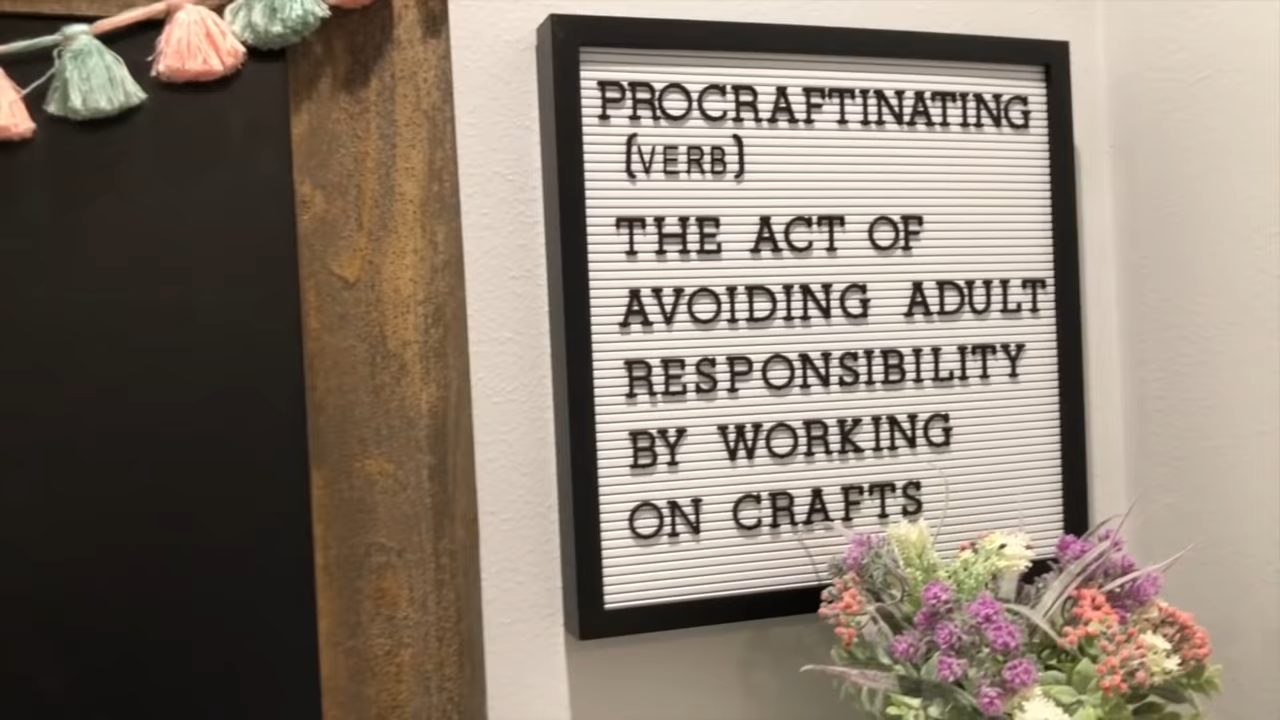 PROCRAFTINATING
(VERB)
THE ACT OF
AVOIDING ADULT
RESPONSIBILITY
BY WORKING
ON CRAFTS